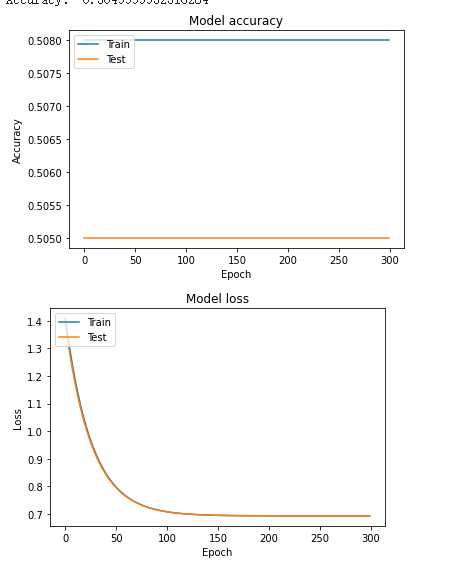 Model accuracy
0.5080
Train
Test
0.5075
0.5070
0.5065
0.5060
0.5055
0.5050
Accuracy
0 50 100 150 200 250 300
Epoch
Model loss
1.4
Train
Test
1.3
1.2
1.1
1.0
0.9
0.8
0.7
Loss
0 50 100 150 200 250 300
Epoch